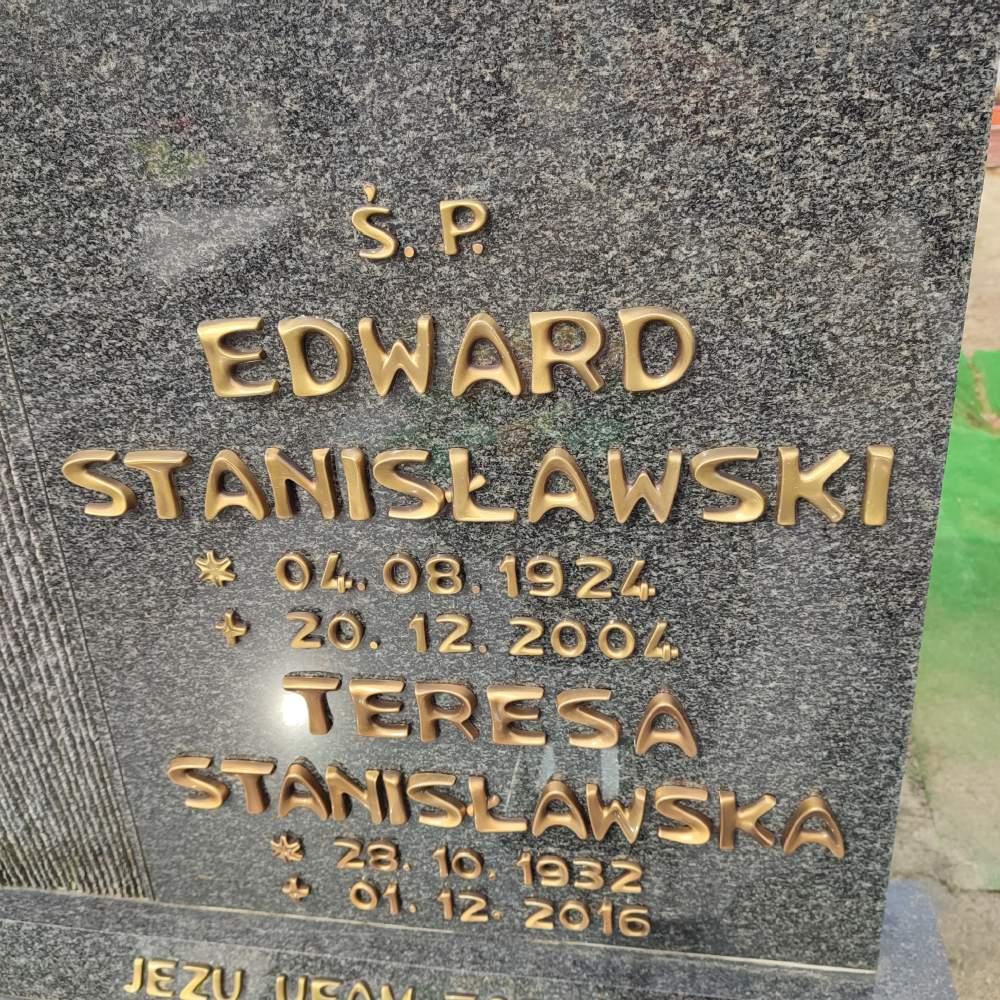 Ś. P.
EDWARD
STANISŁAWSKI
* 04. 08. 1924
+ 20. 12. 2004
TERESA
STANISŁAWSKA
* 28. 10. 1932
+ 01. 12. 2016
JEZU UFAM